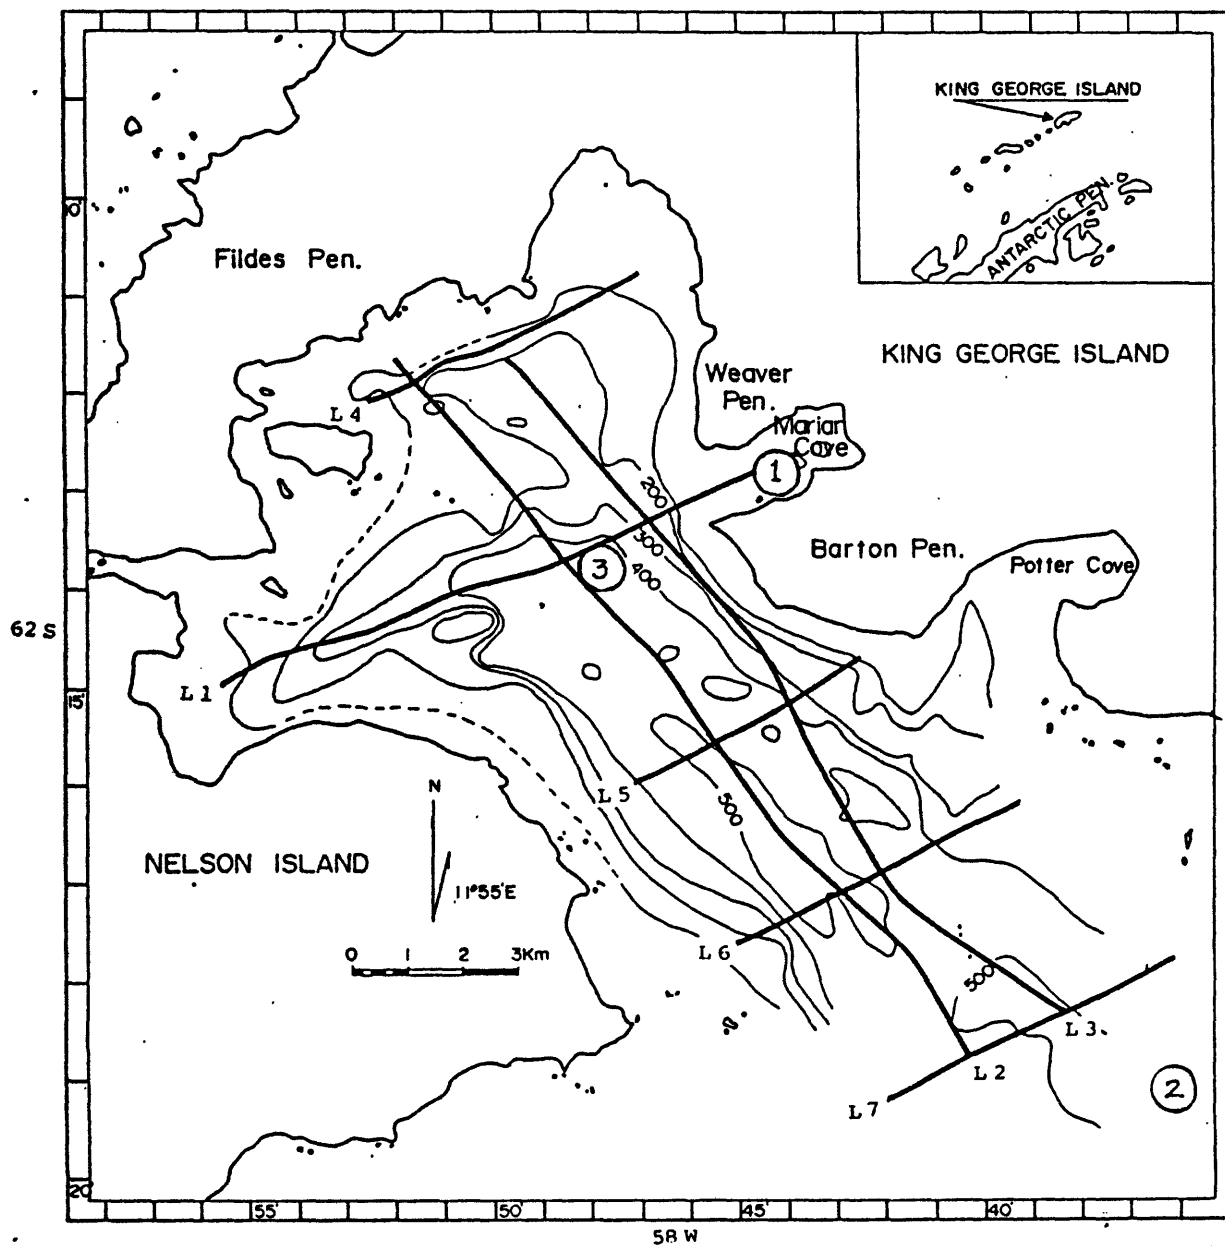 KING GEORGE ISLAND
ANTARCTIC PEN.
10'
Fildes Pen.
KING GEORGE ISLAND
Weaver
Pen.
Marian
Cove
L 4
1
200
300
400
3
Barton Pen.
Potter Cove
62 S
L 1
15'
L 5
500
N
11°55'E
NELSON ISLAND
0 1 2 3Km
L 6
500
L 3
L 2
L 7
2
20'
55' 50' 45' 40'
58 W